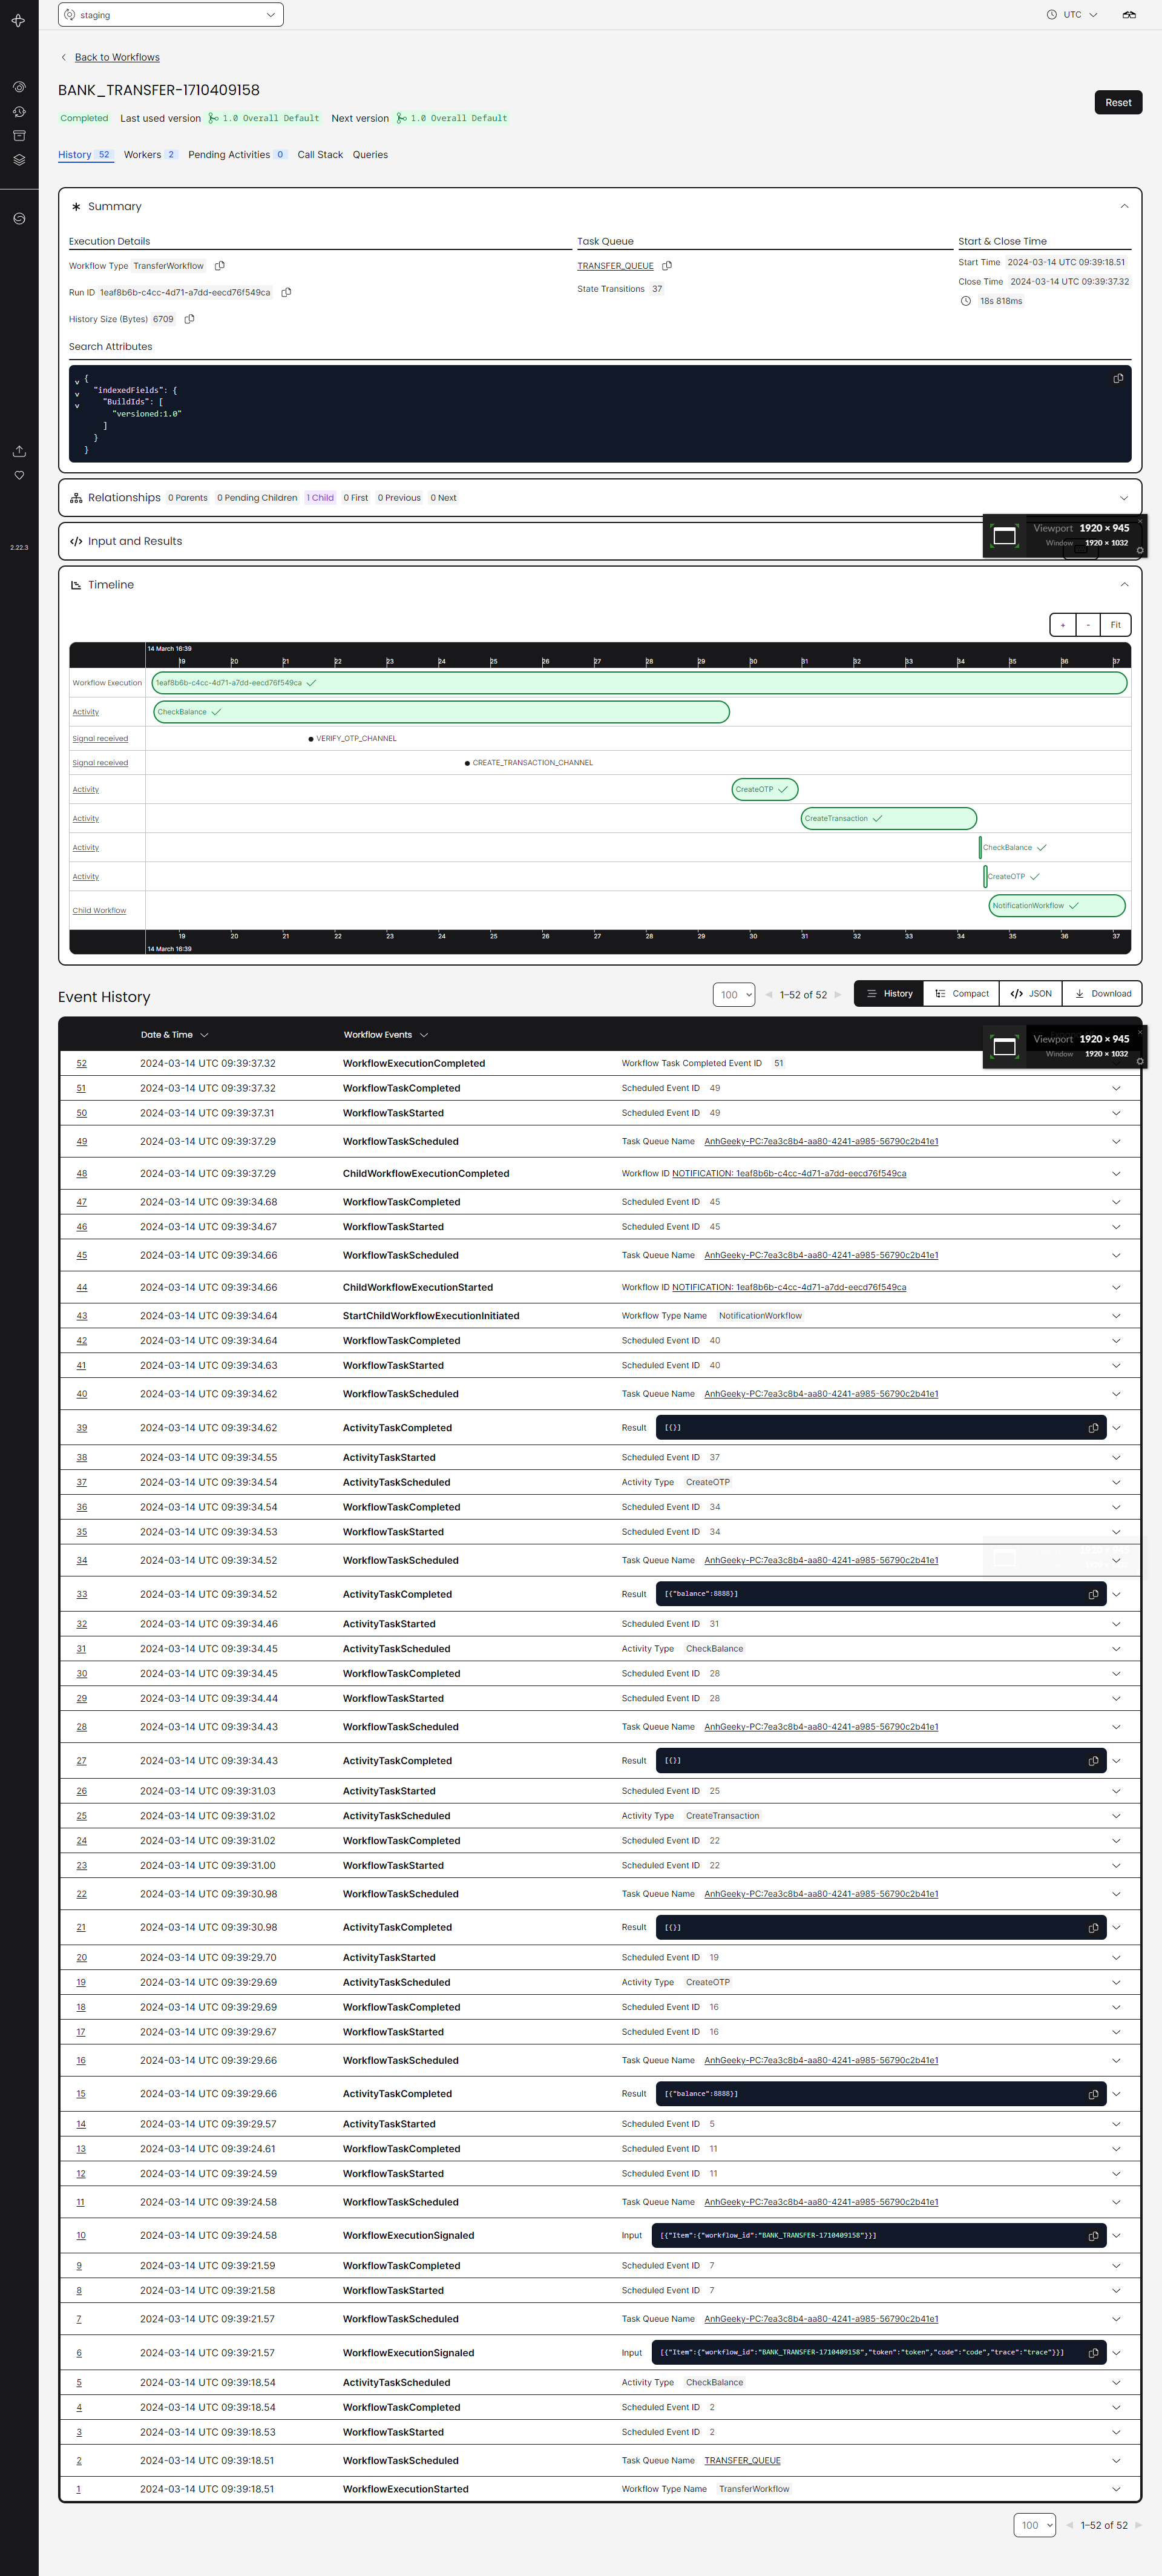 staging
UTC
Back to Workflows
BANK_TRANSFER-1710409158
Reset
Completed Last used version 1.0 Overall Default Next version 1.0 Overall Default
History 52 Workers 2 Pending Activities 0 Call Stack Queries
Summary
Execution Details Task Queue Start & Close Time
Workflow Type TransferWorkflow TRANSFER_QUEUE Start Time 2024-03-14 UTC 09:39:18.51
Run ID 1eaf8b6b-c4cc-4d71-a7dd-eecd76f549ca State Transitions 37 Close Time 2024-03-14 UTC 09:39:37.32
History Size (Bytes) 6709 18s 818ms
Search Attributes
{
"indexedFields": {
"BuildIds": [
"versioned:1.0"
]
}
}
Relationships 0 Parents 0 Pending Children 1 Child 0 First 0 Previous 0 Next
2.22.3
Viewport 1920 × 945
Window 1920 × 1032
Input and Results
Timeline
+ - Fit
14 March 16:39
19 20 21 22 23 24 25 26 27 28 29 30 31 32 33 34 35 36 37
Workflow Execution 1eaf8b6b-c4cc-4d71-a7dd-eecd76f549ca
Activity CheckBalance
Signal received VERIFY_OTP_CHANNEL
Signal received CREATE_TRANSACTION_CHANNEL
Activity CreateOTP
Activity CreateTransaction
Activity CheckBalance
Activity CreateOTP
Child Workflow NotificationWorkflow
19 20 21 22 23 24 25 26 27 28 29 30 31 32 33 34 35 36 37
14 March 16:39
Event History 100 1–52 of 52 History Compact JSON Download
Date & Time Workflow Events
Viewport 1920 × 945
Window 1920 × 1032
52 2024-03-14 UTC 09:39:37.32 WorkflowExecutionCompleted Workflow Task Completed Event ID 51
51 2024-03-14 UTC 09:39:37.32 WorkflowTaskCompleted Scheduled Event ID 49
50 2024-03-14 UTC 09:39:37.31 WorkflowTaskStarted Scheduled Event ID 49
49 2024-03-14 UTC 09:39:37.29 WorkflowTaskScheduled Task Queue Name AnhGeeky-PC:7ea3c8b4-aa80-4241-a985-56790c2b41e1
48 2024-03-14 UTC 09:39:37.29 ChildWorkflowExecutionCompleted Workflow ID NOTIFICATION: 1eaf8b6b-c4cc-4d71-a7dd-eecd76f549ca
47 2024-03-14 UTC 09:39:34.68 WorkflowTaskCompleted Scheduled Event ID 45
46 2024-03-14 UTC 09:39:34.67 WorkflowTaskStarted Scheduled Event ID 45
45 2024-03-14 UTC 09:39:34.66 WorkflowTaskScheduled Task Queue Name AnhGeeky-PC:7ea3c8b4-aa80-4241-a985-56790c2b41e1
44 2024-03-14 UTC 09:39:34.66 ChildWorkflowExecutionStarted Workflow ID NOTIFICATION: 1eaf8b6b-c4cc-4d71-a7dd-eecd76f549ca
43 2024-03-14 UTC 09:39:34.64 StartChildWorkflowExecutionInitiated Workflow Type Name NotificationWorkflow
42 2024-03-14 UTC 09:39:34.64 WorkflowTaskCompleted Scheduled Event ID 40
41 2024-03-14 UTC 09:39:34.63 WorkflowTaskStarted Scheduled Event ID 40
40 2024-03-14 UTC 09:39:34.62 WorkflowTaskScheduled Task Queue Name AnhGeeky-PC:7ea3c8b4-aa80-4241-a985-56790c2b41e1
39 2024-03-14 UTC 09:39:34.62 ActivityTaskCompleted Result [{}]
38 2024-03-14 UTC 09:39:34.55 ActivityTaskStarted Scheduled Event ID 37
37 2024-03-14 UTC 09:39:34.54 ActivityTaskScheduled Activity Type CreateOTP
36 2024-03-14 UTC 09:39:34.54 WorkflowTaskCompleted Scheduled Event ID 34
35 2024-03-14 UTC 09:39:34.53 WorkflowTaskStarted Scheduled Event ID 34
34 2024-03-14 UTC 09:39:34.52 WorkflowTaskScheduled Task Queue Name AnhGeeky-PC:7ea3c8b4-aa80-4241-a985-56790c2b41e1
33 2024-03-14 UTC 09:39:34.52 ActivityTaskCompleted Result [{"balance":8888}]
32 2024-03-14 UTC 09:39:34.46 ActivityTaskStarted Scheduled Event ID 31
31 2024-03-14 UTC 09:39:34.45 ActivityTaskScheduled Activity Type CheckBalance
30 2024-03-14 UTC 09:39:34.45 WorkflowTaskCompleted Scheduled Event ID 28
29 2024-03-14 UTC 09:39:34.44 WorkflowTaskStarted Scheduled Event ID 28
28 2024-03-14 UTC 09:39:34.43 WorkflowTaskScheduled Task Queue Name AnhGeeky-PC:7ea3c8b4-aa80-4241-a985-56790c2b41e1
27 2024-03-14 UTC 09:39:34.43 ActivityTaskCompleted Result [{}]
26 2024-03-14 UTC 09:39:31.03 ActivityTaskStarted Scheduled Event ID 25
25 2024-03-14 UTC 09:39:31.02 ActivityTaskScheduled Activity Type CreateTransaction
24 2024-03-14 UTC 09:39:31.02 WorkflowTaskCompleted Scheduled Event ID 22
23 2024-03-14 UTC 09:39:31.00 WorkflowTaskStarted Scheduled Event ID 22
22 2024-03-14 UTC 09:39:30.98 WorkflowTaskScheduled Task Queue Name AnhGeeky-PC:7ea3c8b4-aa80-4241-a985-56790c2b41e1
21 2024-03-14 UTC 09:39:30.98 ActivityTaskCompleted Result [{}]
20 2024-03-14 UTC 09:39:29.70 ActivityTaskStarted Scheduled Event ID 19
19 2024-03-14 UTC 09:39:29.69 ActivityTaskScheduled Activity Type CreateOTP
18 2024-03-14 UTC 09:39:29.69 WorkflowTaskCompleted Scheduled Event ID 16
17 2024-03-14 UTC 09:39:29.67 WorkflowTaskStarted Scheduled Event ID 16
16 2024-03-14 UTC 09:39:29.66 WorkflowTaskScheduled Task Queue Name AnhGeeky-PC:7ea3c8b4-aa80-4241-a985-56790c2b41e1
15 2024-03-14 UTC 09:39:29.66 ActivityTaskCompleted Result [{"balance":8888}]
14 2024-03-14 UTC 09:39:29.57 ActivityTaskStarted Scheduled Event ID 5
13 2024-03-14 UTC 09:39:24.61 WorkflowTaskCompleted Scheduled Event ID 11
12 2024-03-14 UTC 09:39:24.59 WorkflowTaskStarted Scheduled Event ID 11
11 2024-03-14 UTC 09:39:24.58 WorkflowTaskScheduled Task Queue Name AnhGeeky-PC:7ea3c8b4-aa80-4241-a985-56790c2b41e1
10 2024-03-14 UTC 09:39:24.58 WorkflowExecutionSignaled Input [{"Item":{"workflow_id":"BANK_TRANSFER-1710409158"}}]
9 2024-03-14 UTC 09:39:21.59 WorkflowTaskCompleted Scheduled Event ID 7
8 2024-03-14 UTC 09:39:21.58 WorkflowTaskStarted Scheduled Event ID 7
7 2024-03-14 UTC 09:39:21.57 WorkflowTaskScheduled Task Queue Name AnhGeeky-PC:7ea3c8b4-aa80-4241-a985-56790c2b41e1
6 2024-03-14 UTC 09:39:21.57 WorkflowExecutionSignaled Input [{"Item":{"workflow_id":"BANK_TRANSFER-1710409158","token":"token","code":"code","trace":"trace"}}]
5 2024-03-14 UTC 09:39:18.54 ActivityTaskScheduled Activity Type CheckBalance
4 2024-03-14 UTC 09:39:18.54 WorkflowTaskCompleted Scheduled Event ID 2
3 2024-03-14 UTC 09:39:18.53 WorkflowTaskStarted Scheduled Event ID 2
2 2024-03-14 UTC 09:39:18.51 WorkflowTaskScheduled Task Queue Name TRANSFER_QUEUE
1 2024-03-14 UTC 09:39:18.51 WorkflowExecutionStarted Workflow Type Name TransferWorkflow
100 1–52 of 52